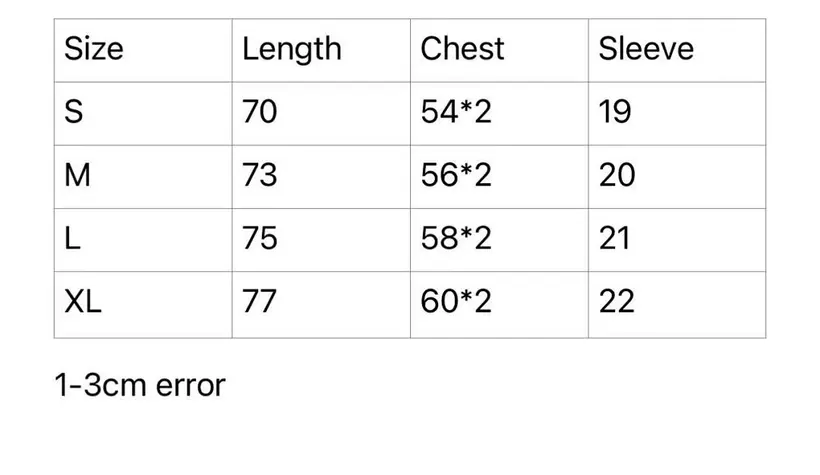 Size Length Chest Sleeve
S 70 54*2 19
M 73 56*2 20
L 75 58*2 21
XL 77 60*2 22
1-3cm error